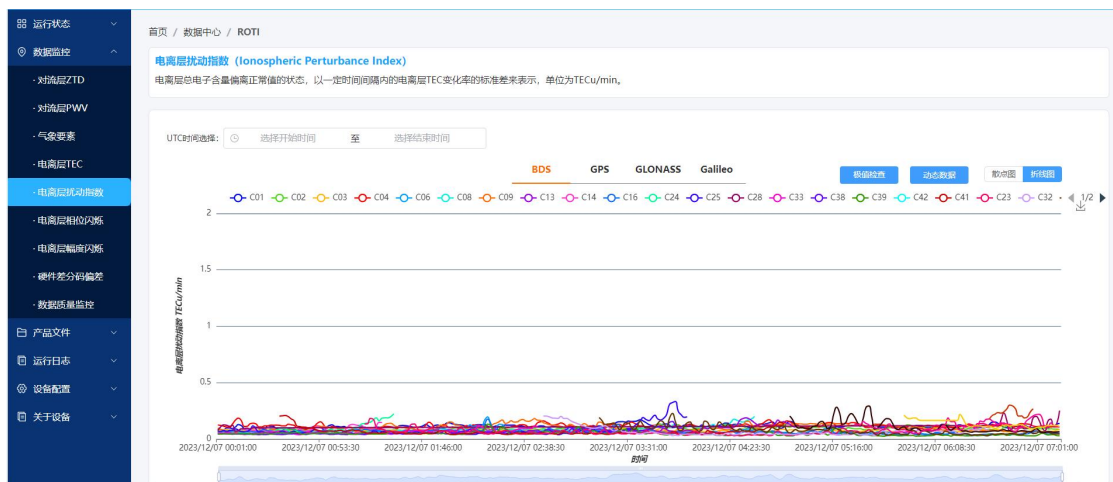 运行状态
数据监控
· 对流层ZTD
· 对流层PWV
· 气象要素
· 电离层TEC
· 电离层扰动指数
· 电离层相位闪烁
· 电离层幅度闪烁
· 硬件差分码偏差
· 数据质量监控
产品文件
运行日志
设备配置
关于设备
首页 / 数据中心 / ROTI
电离层扰动指数（Ionospheric Perturbance Index）
电离层总电子含量偏离正常值的状态，以一定时间间隔内的电离层TEC变化率的标准差来表示，单位为TECu/min。
UTC时间选择： 选择开始时间 至 选择结束时间
BDS GPS GLONASS Galileo 极值检查 动态数据 散点图 折线图
C01 C02 C03 C04 C06 C08 C09 C13 C14 C16 C24 C25 C28 C33 C38 C39 C42 C41 C23 C32 1/2
2
1.5
1
0.5
0
电离层扰动指数 TECu/min
2023/12/07 00:01:00 2023/12/07 00:53:30 2023/12/07 01:46:00 2023/12/07 02:38:30 2023/12/07 03:31:00 2023/12/07 04:23:30 2023/12/07 05:16:00 2023/12/07 06:08:30 2023/12/07 07:01:00
时间